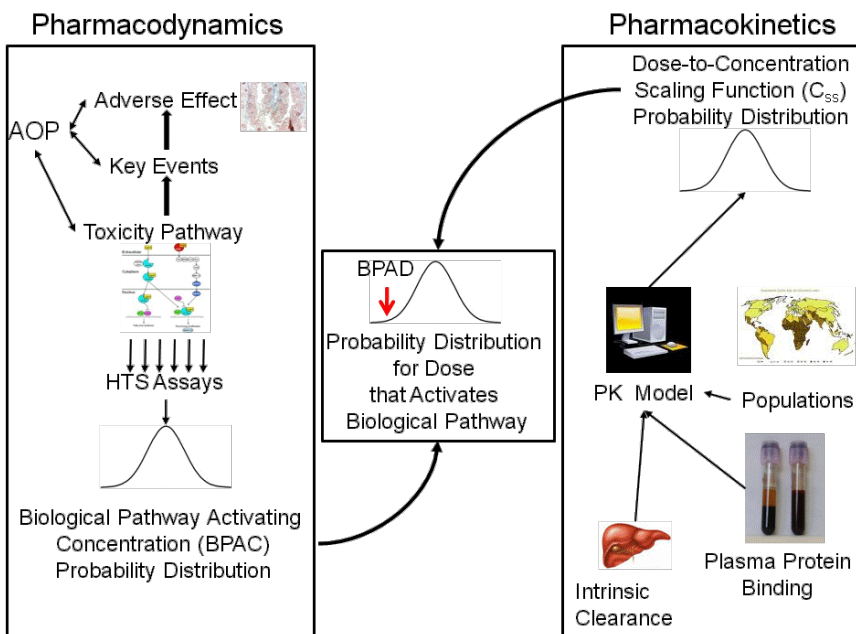 Pharmacodynamics
Adverse Effect
AOP
Key Events
Toxicity Pathway
HTS Assays
Biological Pathway Activating
Concentration (BPAC)
Probability Distribution
BPAD
Probability Distribution
for Dose
that Activates
Biological Pathway
Pharmacokinetics
Dose-to-Concentration
Scaling Function (Css)
Probability Distribution
PK Model
Populations
Intrinsic
Clearance
Plasma Protein
Binding